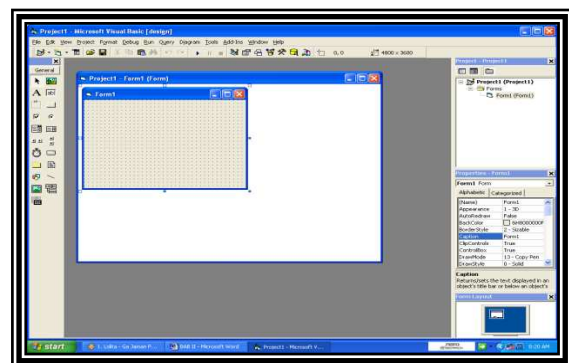 Project1 - Microsoft Visual Basic [design]
File Edit View Project Format Debug Run Query Diagram Tools Add-Ins Window Help
0, 0 4800 x 3600
General
Project1 - Form1 (Form)
Form1
Project - Project1
Project1 (Project1)
Forms
Form1 (Form1)
Properties - Form1
Form1 Form
Alphabetic Categorized
(Name) Form1
Appearance 1 - 3D
AutoRedraw False
BackColor &H8000000F
BorderStyle 2 - Sizable
Caption Form1
ClipControls True
ControlBox True
DrawMode 13 - Copy Pen
DrawStyle 0 - Solid
Caption
Returns/sets the text displayed in an object's title bar or below an object's
Form Layout
start
BAB II - Microsoft Word
Project1 - Microsoft V...
8:20 AM